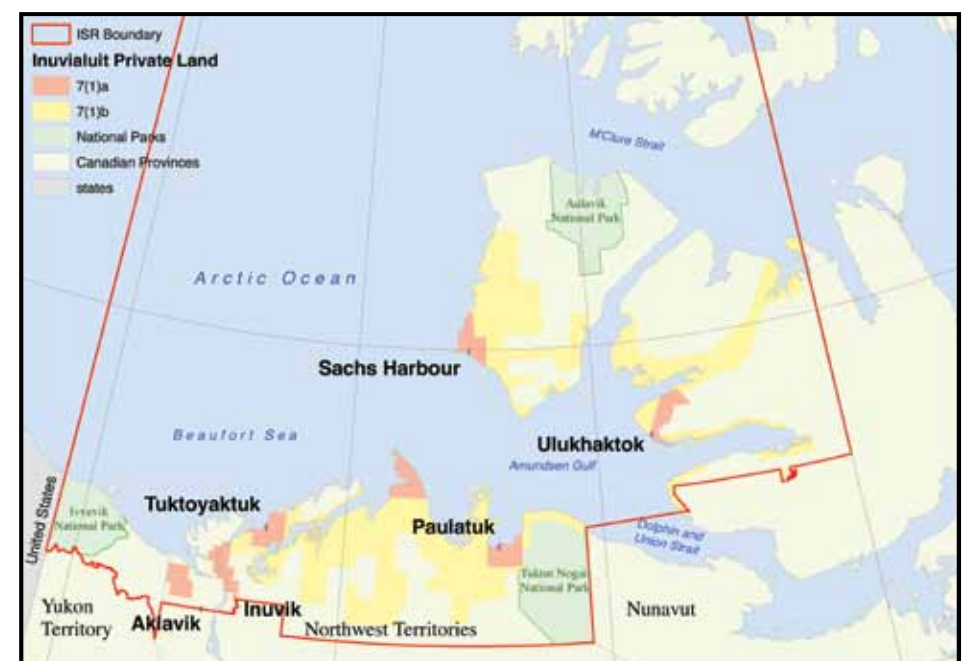 ISR Boundary
Inuvialuit Private Land
7(1)a
7(1)b
National Parks
Canadian Provinces
states
M'Clure Strait
Aulavik
National Park
Arctic Ocean
Sachs Harbour
Beaufort Sea
Ulukhaktok
Amundsen Gulf
United States
Ivvavik
National Park
Tuktoyaktuk
Paulatuk
Dolphin and
Union Strait
Tuktut Nogait
National Park
Yukon
Territory
Aklavik
Inuvik
Northwest Territories
Nunavut